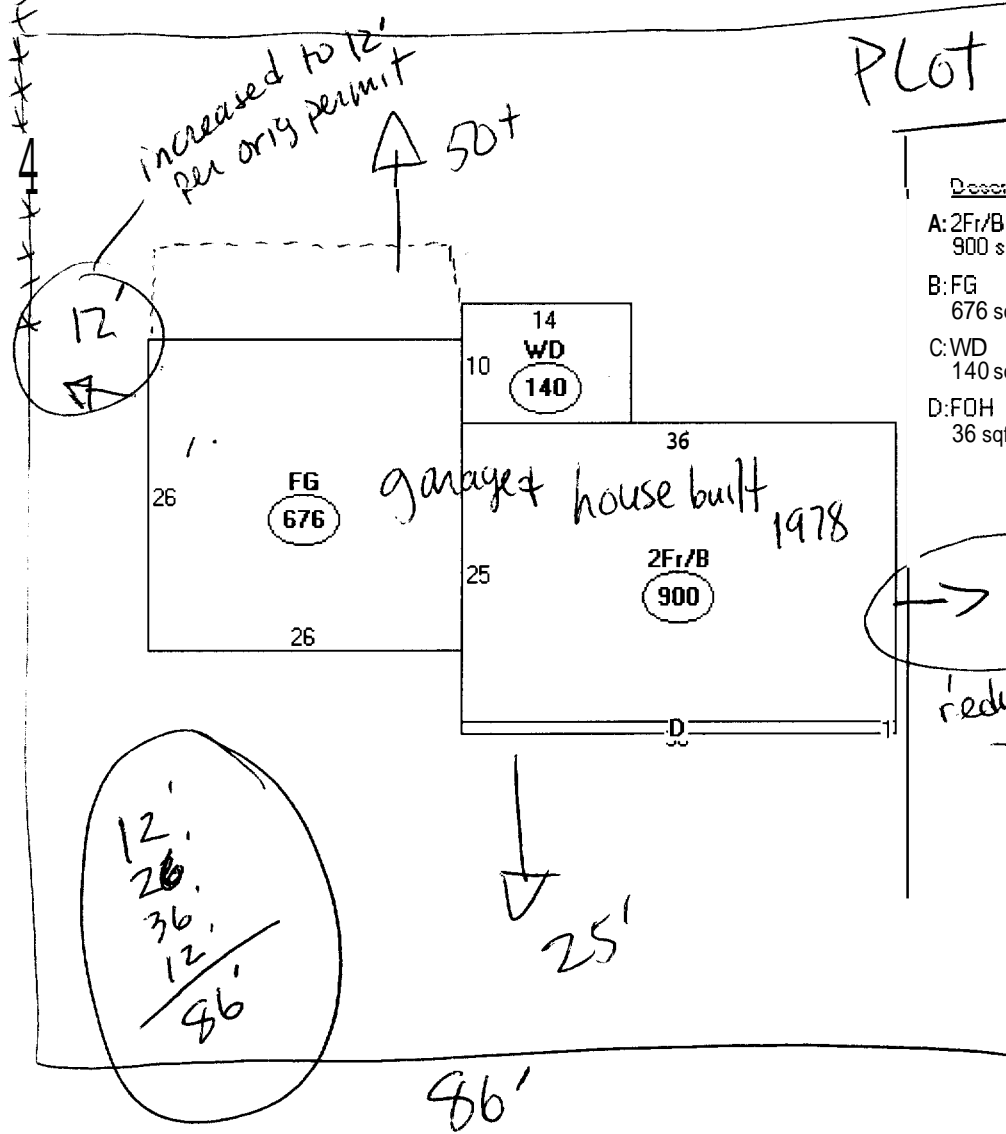 PLOT
increased to 12'
per orig permit
50+
4
A: 2Fr/B
900 s
B: FG
676 s
C: WD
140 s
D: FOH
36 sqf
12'
14
WD
10
140
36
26
FG
676
garage & house built
1978
2Fr/B
25
900
26
D
1
25'
12'
26
36
12
86'
86'